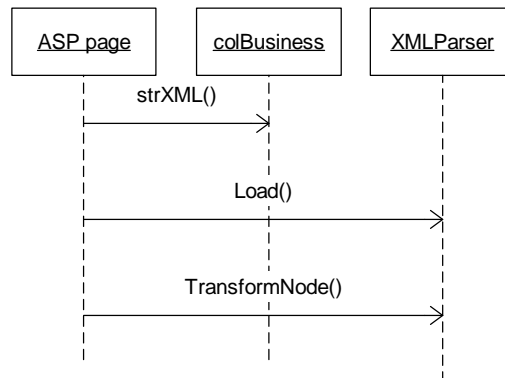 ASP page
colBusiness
XMLParser
strXML()
Load()
TransformNode()